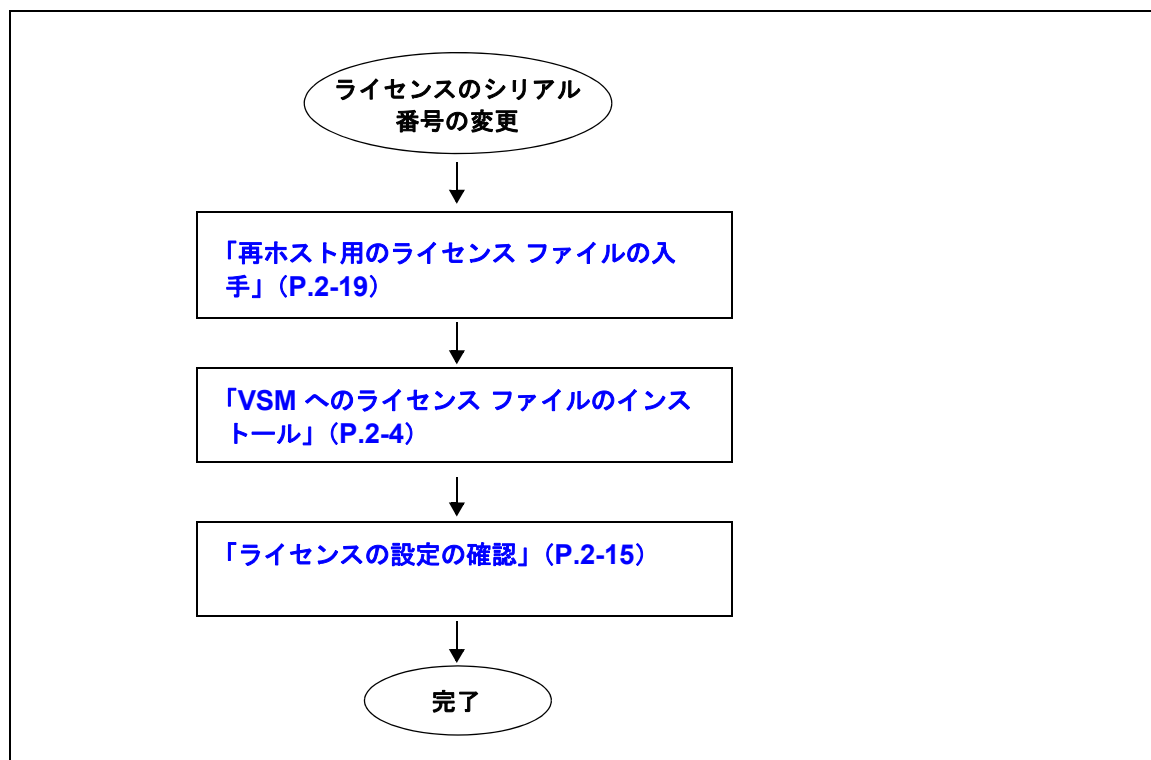 ライセンスのシリアル
番号の変更
「再ホスト用のライセンス ファイルの入
手」（P.2-19）
「VSM へのライセンス ファイルのインス
トール」（P.2-4）
「ライセンスの設定の確認」（P.2-15）
完了